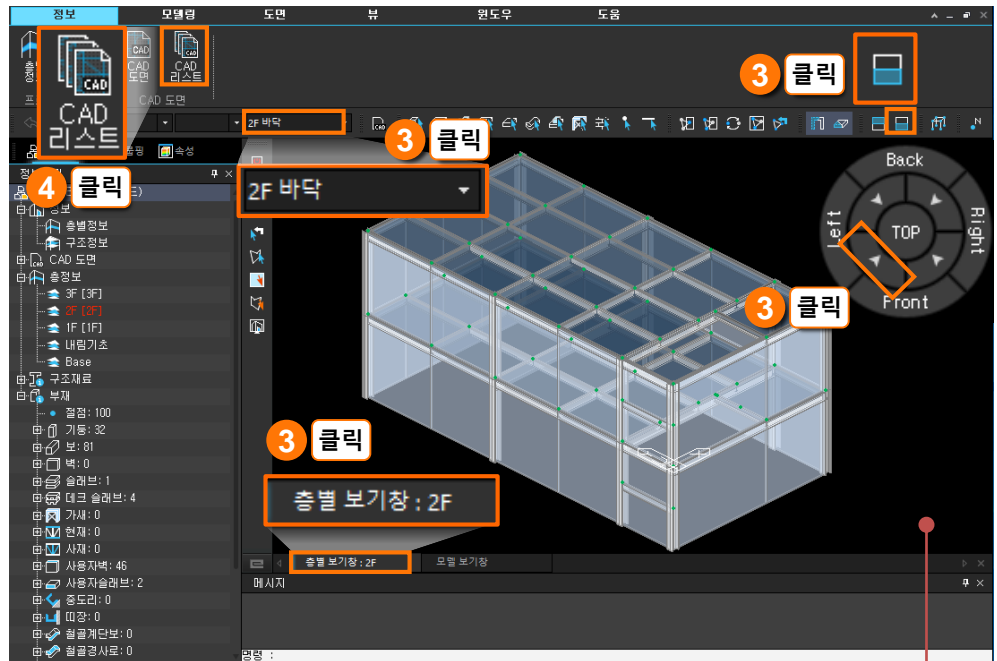 정보 모델링 도면 뷰 윈도우 도움
CAD
CAD
도면
CAD
CAD
리스트
CAD 도면
CAD
CAD
리스트
3 클릭
2F 바닥
3 클릭
2F 바닥
속성
4 클릭
정보
층별정보
구조정보
CAD 도면
층정보
3F [3F]
2F [2F]
1F [1F]
내림기초
Base
구조재료
부재
절점: 100
기둥: 32
보: 81
벽: 0
슬래브: 1
데크 슬래브: 4
가새: 0
현재: 0
사재: 0
사용자벽: 46
사용자슬래브: 2
중도리: 0
띠장: 0
철골계단보: 0
철골경사로: 0
Back
Left TOP Right
Front
3 클릭
3 클릭
층별 보기창 : 2F
층별 보기창 : 2F 모델 보기창
메시지
명령 :